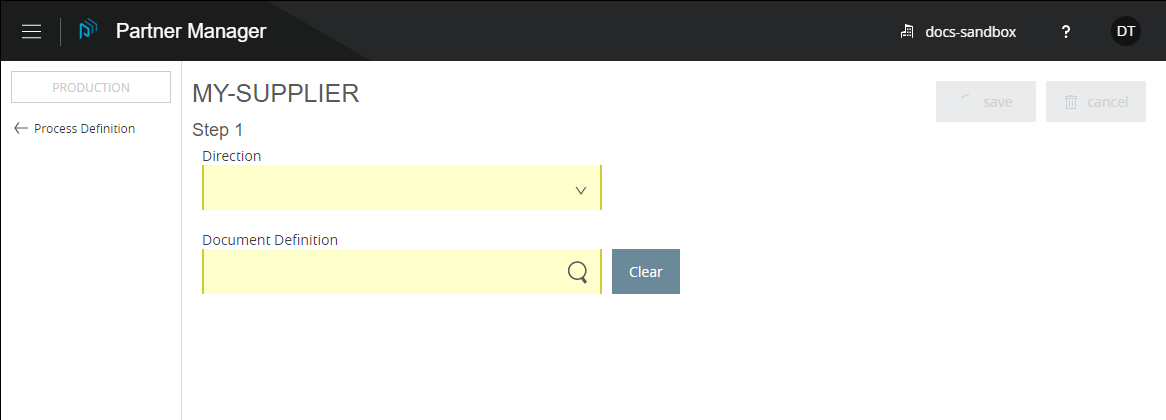 Partner Manager
docs-sandbox
?
DT
PRODUCTION
Process Definition
MY-SUPPLIER
save
cancel
Step 1
Direction
Document Definition
Clear